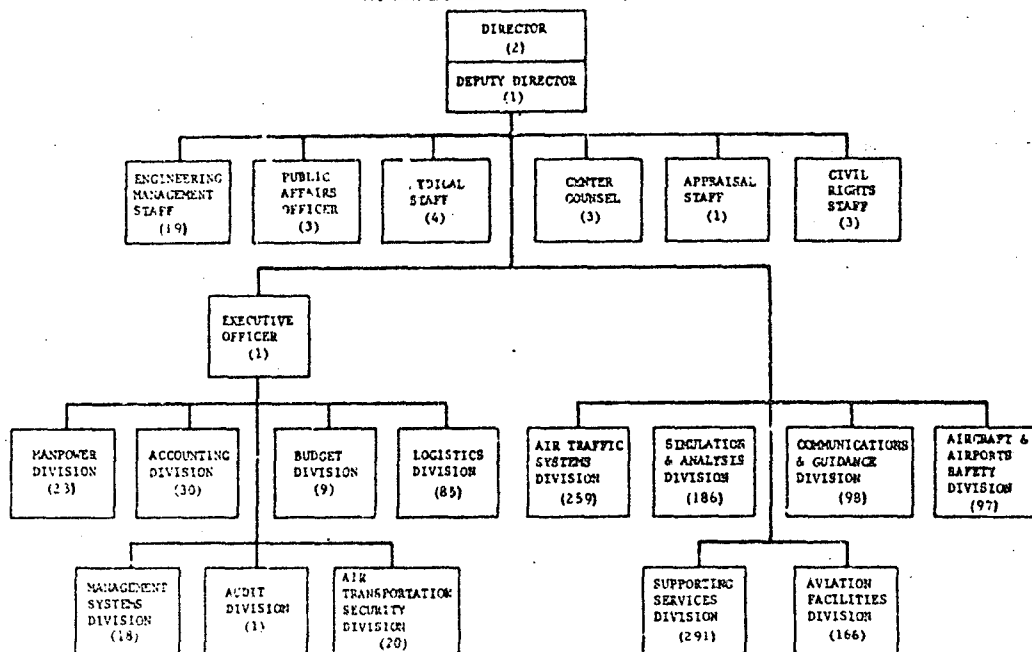 DIRECTOR
(2)
DEPUTY DIRECTOR
(1)
ENGINEERING
MANAGEMENT
STAFF
(19)
PUBLIC
AFFAIRS
OFFICER
(3)
STAFF
(4)
CENTER
COUNSEL
(3)
APPRAISAL
STAFF
(1)
CIVIL
RIGHTS
STAFF
(3)
EXECUTIVE
OFFICER
(1)
MANPOWER
DIVISION
(23)
ACCOUNTING
DIVISION
(30)
BUDGET
DIVISION
(9)
LOGISTICS
DIVISION
(85)
AIR TRAFFIC
SYSTEMS
DIVISION
(259)
SIMULATION
& ANALYSIS
DIVISION
(186)
COMMUNICATIONS
& GUIDANCE
DIVISION
(98)
AIRCRAFT &
AIRPORTS
SAFETY
DIVISION
(97)
MANAGEMENT
SYSTEMS
DIVISION
(18)
AUDIT
DIVISION
(1)
AIR
TRANSPORTATION
SECURITY
DIVISION
(20)
SUPPORTING
SERVICES
DIVISION
(291)
AVIATION
FACILITIES
DIVISION
(166)